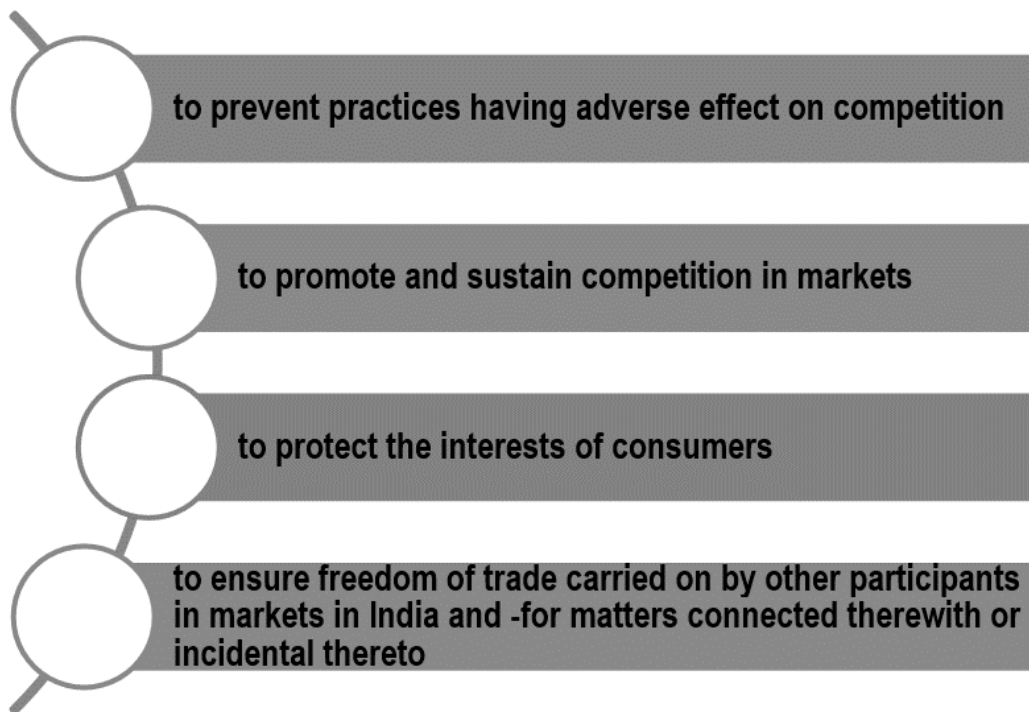 to prevent practices having adverse effect on competition
to promote and sustain competition in markets
to protect the interests of consumers
to ensure freedom of trade carried on by other participants
in markets in India and -for matters connected therewith or
incidental thereto